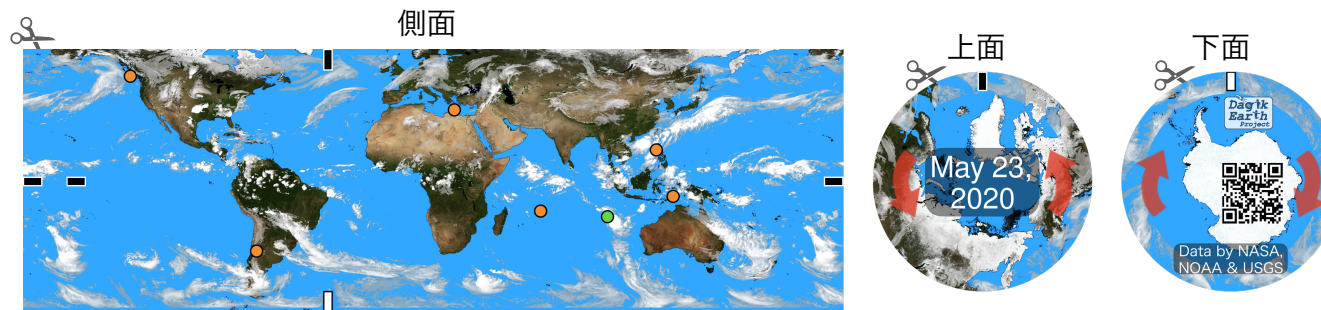 側面
上面
May 23,
2020
下面
Dagik
Earth
Project
Data by NASA,
NOAA & USGS